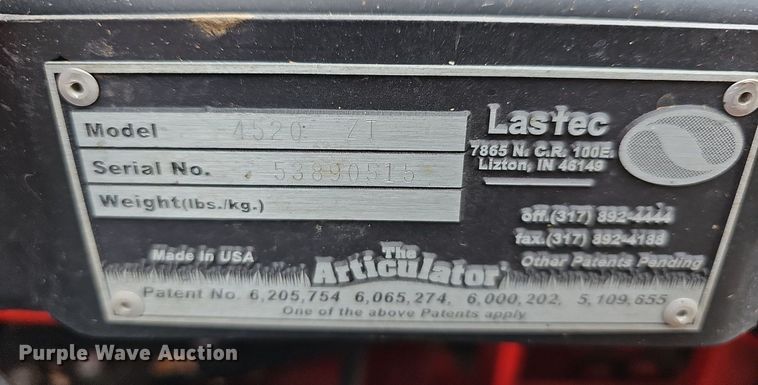 Model 4520 ZT
Serial No. 53890515
Weight(lbs./kg.)
Lastec
7865 N. C.R. 100E.
Lizton, IN 46149
off.(317) 892-4444
fax.(317) 892-4188
Made in USA
The
Articulator
Other Patents Pending
Patent No. 6,205,754 6,065,274, 6,000,202, 5,109,655
One of the above Patents apply
Purple Wave Auction